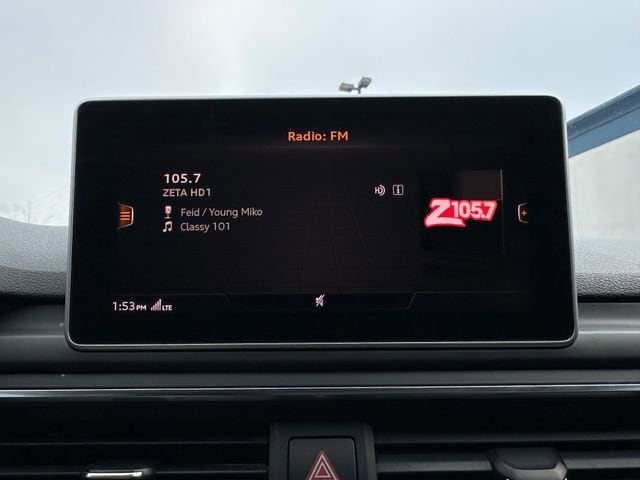 Radio: FM
105.7
ZETA HD1
Feid / Young Miko
Classy 101
Z105.7
1:53 PM LTE